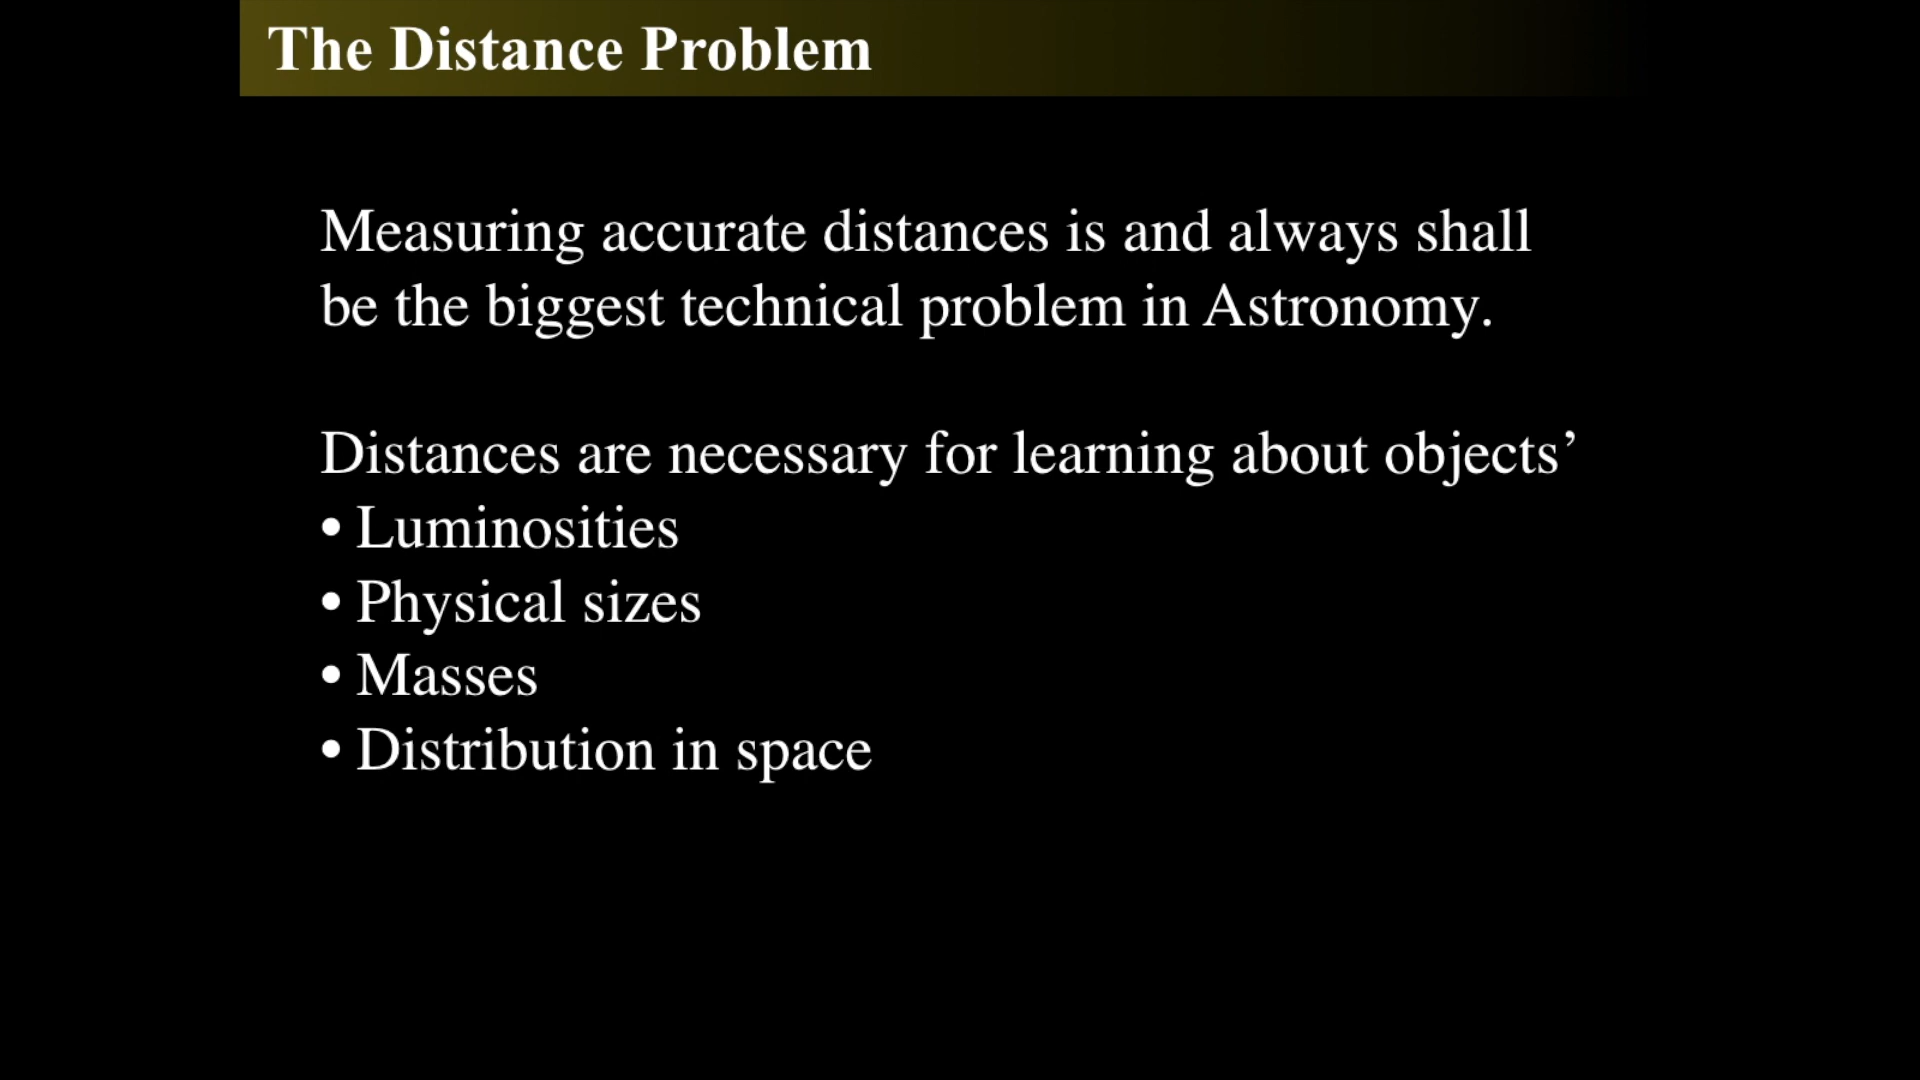 The Distance Problem
Measuring accurate distances is and always shall
be the biggest technical problem in Astronomy.
Distances are necessary for learning about objects’
• Luminosities
• Physical sizes
• Masses
• Distribution in space